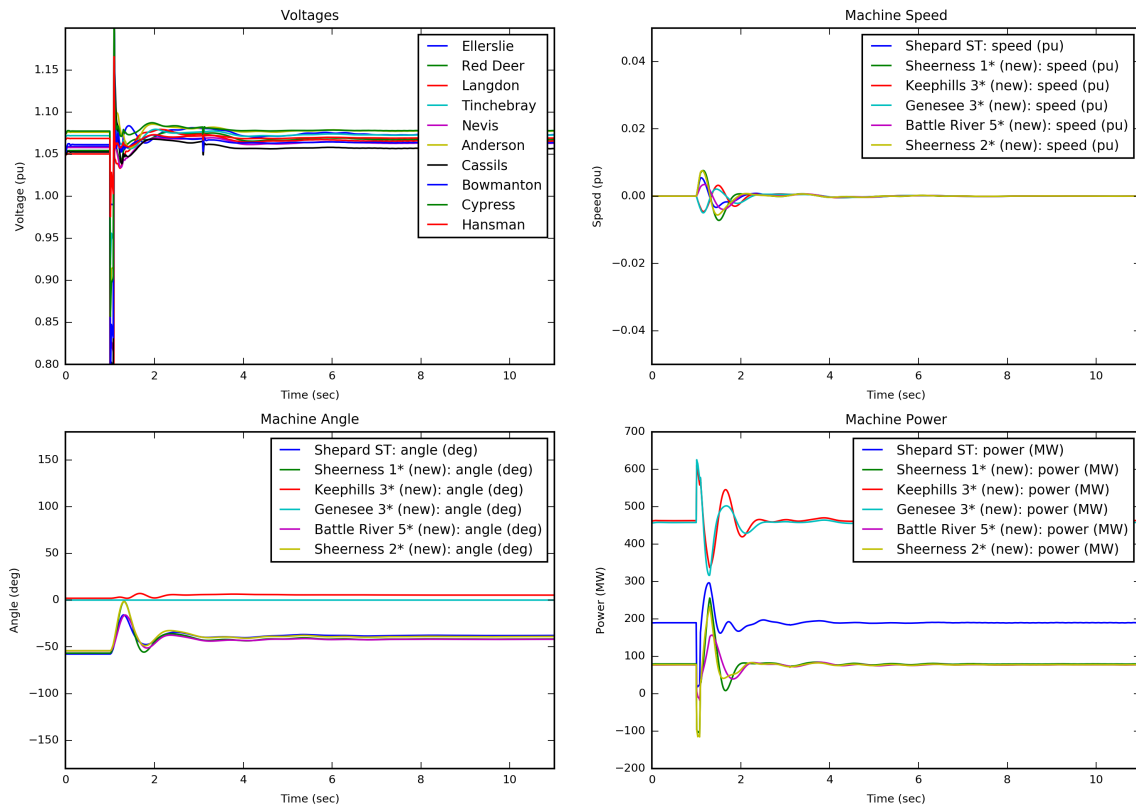 Voltages
1.15
1.10
1.05
1.00
0.95
0.90
0.85
0.80
Voltage (pu)
0 2 4 6 8 10
Time (sec)
Ellerslie
Red Deer
Langdon
Tinchebray
Nevis
Anderson
Cassils
Bowmanton
Cypress
Hansman
Machine Speed
0.04
0.02
0.00
−0.02
−0.04
Speed (pu)
0 2 4 6 8 10
Time (sec)
Shepard ST: speed (pu)
Sheerness 1* (new): speed (pu)
Keephills 3* (new): speed (pu)
Genesee 3* (new): speed (pu)
Battle River 5* (new): speed (pu)
Sheerness 2* (new): speed (pu)
Machine Angle
150
100
50
0
−50
−100
−150
Angle (deg)
0 2 4 6 8 10
Time (sec)
Shepard ST: angle (deg)
Sheerness 1* (new): angle (deg)
Keephills 3* (new): angle (deg)
Genesee 3* (new): angle (deg)
Battle River 5* (new): angle (deg)
Sheerness 2* (new): angle (deg)
Machine Power
700
600
500
400
300
200
100
0
−100
−200
Power (MW)
0 2 4 6 8 10
Time (sec)
Shepard ST: power (MW)
Sheerness 1* (new): power (MW)
Keephills 3* (new): power (MW)
Genesee 3* (new): power (MW)
Battle River 5* (new): power (MW)
Sheerness 2* (new): power (MW)